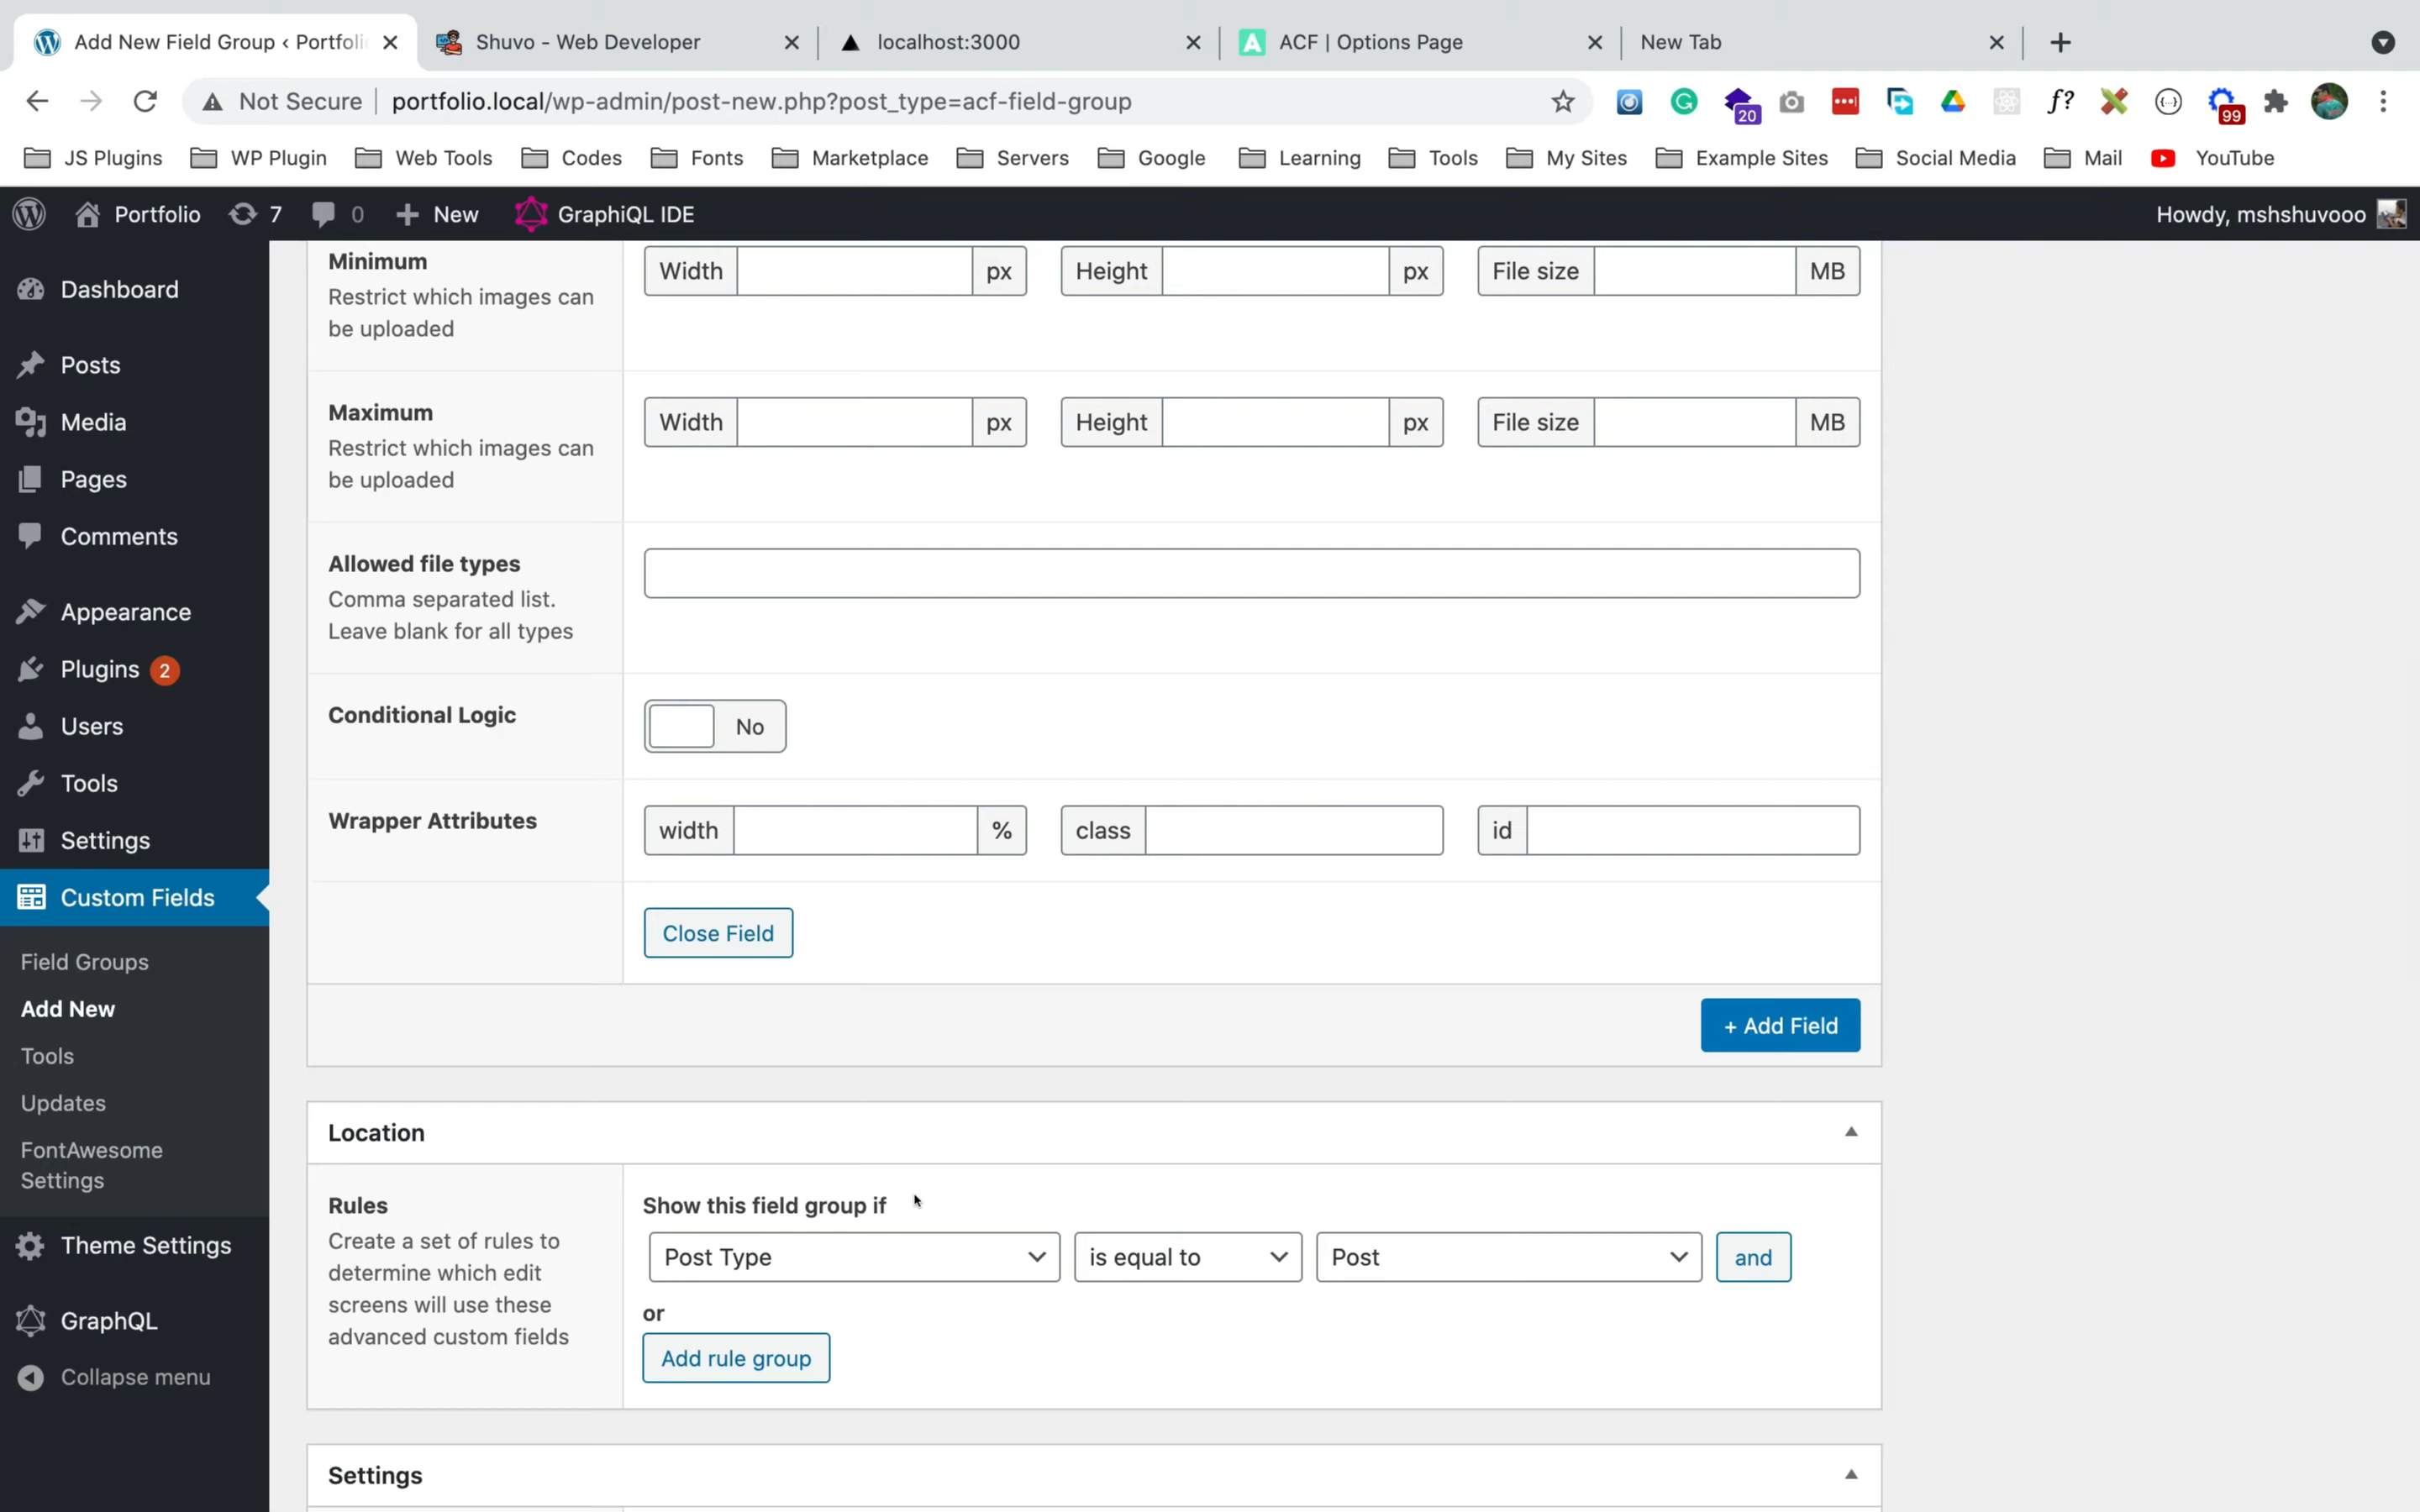 Add New Field Group ‹ Portfoli
Shuvo - Web Developer
localhost:3000
ACF | Options Page
New Tab
Not Secure
portfolio.local/wp-admin/post-new.php?post_type=acf-field-group
20
f?
99
JS Plugins
WP Plugin
Web Tools
Codes
Fonts
Marketplace
Servers
Google
Learning
Tools
My Sites
Example Sites
Social Media
Mail
YouTube
Portfolio
7
0
New
GraphiQL IDE
Howdy, mshshuvooo
Dashboard
Posts
Media
Pages
Comments
Appearance
Plugins 2
Users
Tools
Settings
Custom Fields
Field Groups
Add New
Tools
Updates
FontAwesome
Settings
Theme Settings
GraphQL
Collapse menu
Minimum
Restrict which images can
be uploaded
Width px Height px File size MB
Maximum
Restrict which images can
be uploaded
Width px Height px File size MB
Allowed file types
Comma separated list.
Leave blank for all types
Conditional Logic
No
Wrapper Attributes
width % class id
Close Field
+ Add Field
Location
Rules
Create a set of rules to
determine which edit
screens will use these
advanced custom fields
Show this field group if
Post Type is equal to Post and
or
Add rule group
Settings